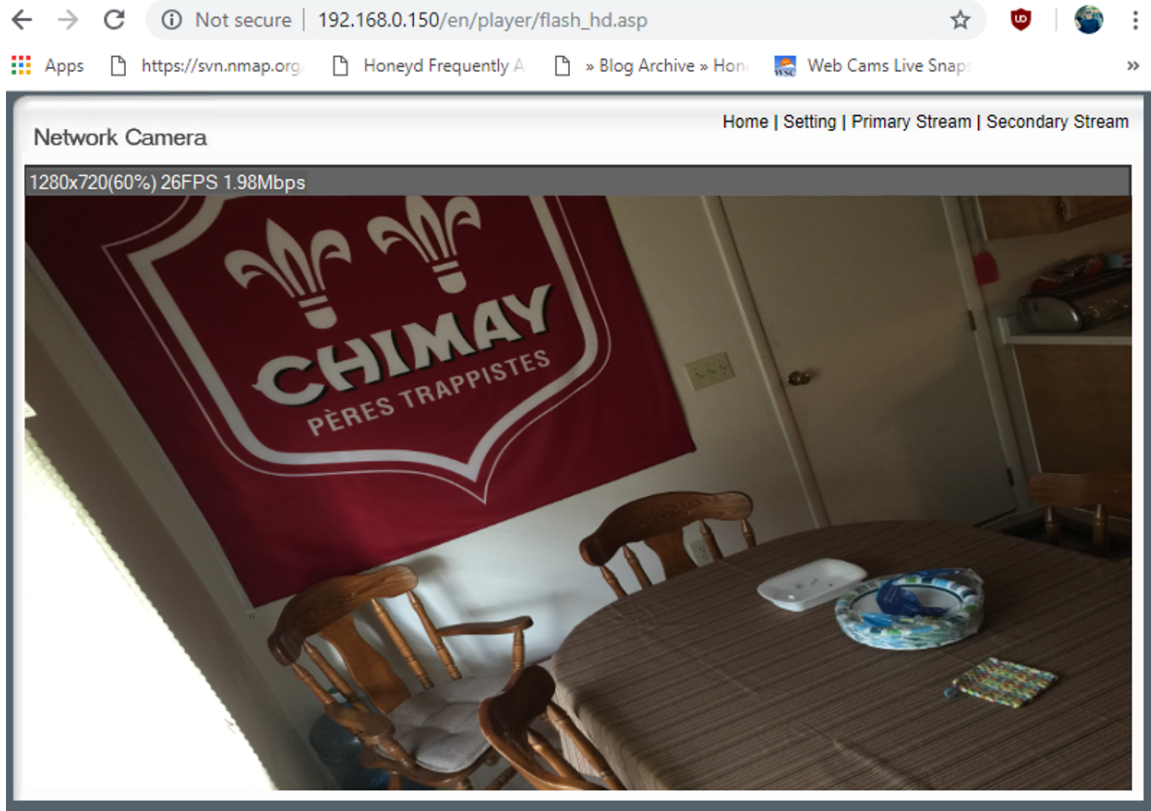 Not secure | 192.168.0.150/en/player/flash_hd.asp
Apps https://svn.nmap.org/ Honeyd Frequently A » Blog Archive » Hon Web Cams Live Snaps »
Home | Setting | Primary Stream | Secondary Stream
Network Camera
1280x720(60%) 26FPS 1.98Mbps
CHIMAY
PÈRES TRAPPISTES